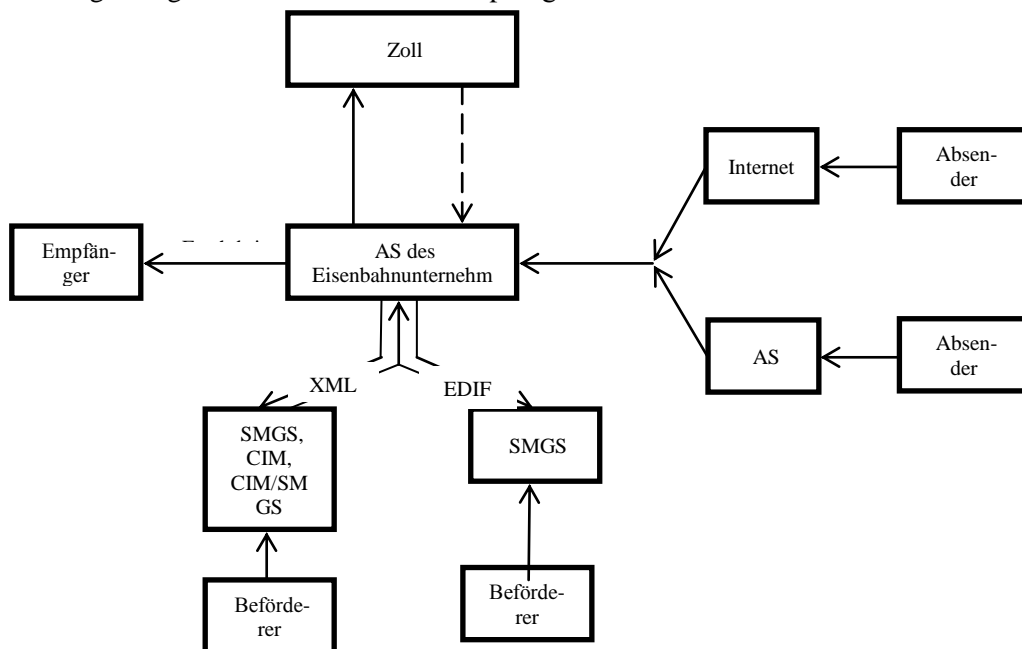 Zoll
Internet
Absen-
der
Empfän-
ger
AS des
Eisenbahnunternehm
AS
Absen-
der
XML
EDIF
SMGS,
CIM,
CIM/SM
GS
SMGS
Beförde-
rer
Beförde-
rer